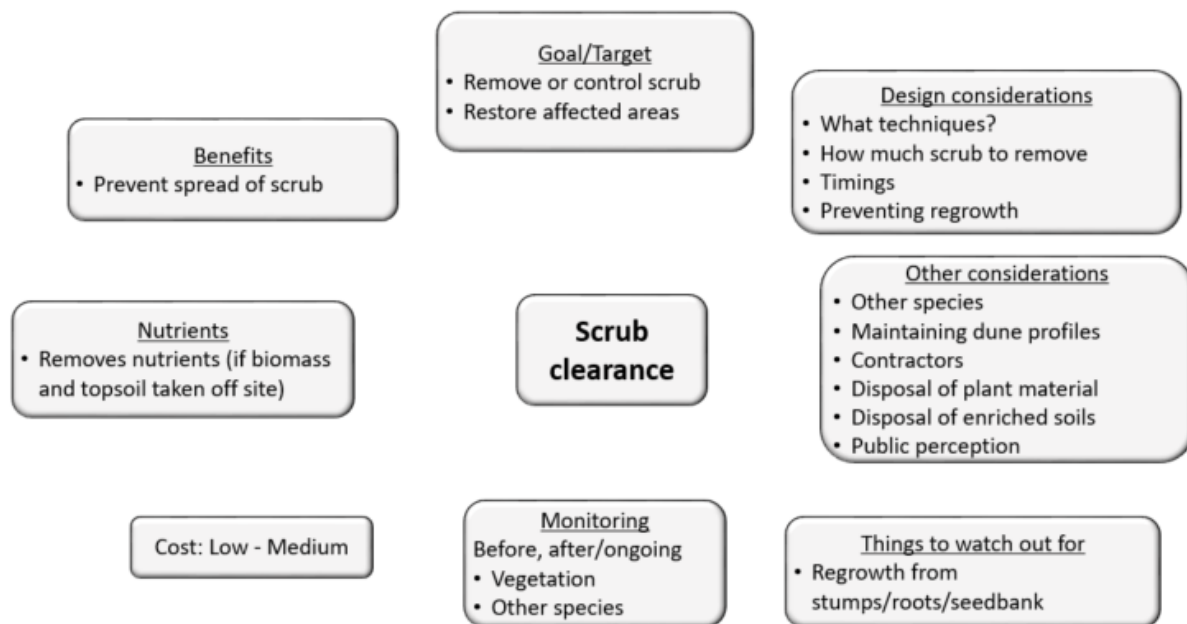 Goal/Target
• Remove or control scrub
• Restore affected areas
Design considerations
• What techniques?
• How much scrub to remove
• Timings
• Preventing regrowth
Benefits
• Prevent spread of scrub
Other considerations
• Other species
• Maintaining dune profiles
• Contractors
• Disposal of plant material
• Disposal of enriched soils
• Public perception
Nutrients
• Removes nutrients (if biomass
and topsoil taken off site)
Scrub
clearance
Cost: Low - Medium
Monitoring
Before, after/ongoing
• Vegetation
• Other species
Things to watch out for
• Regrowth from
stumps/roots/seedbank